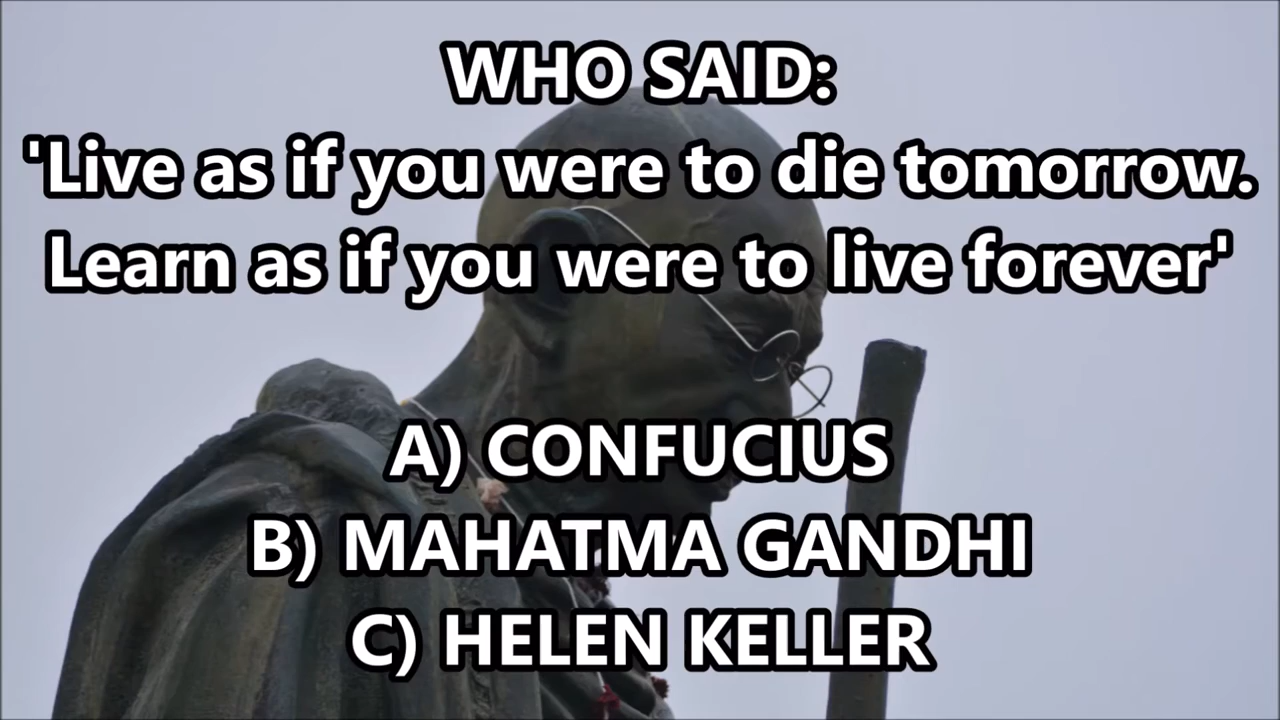 WHO SAID:
'Live as if you were to die tomorrow.
Learn as if you were to live forever'
A) CONFUCIUS
B) MAHATMA GANDHI
C) HELEN KELLER